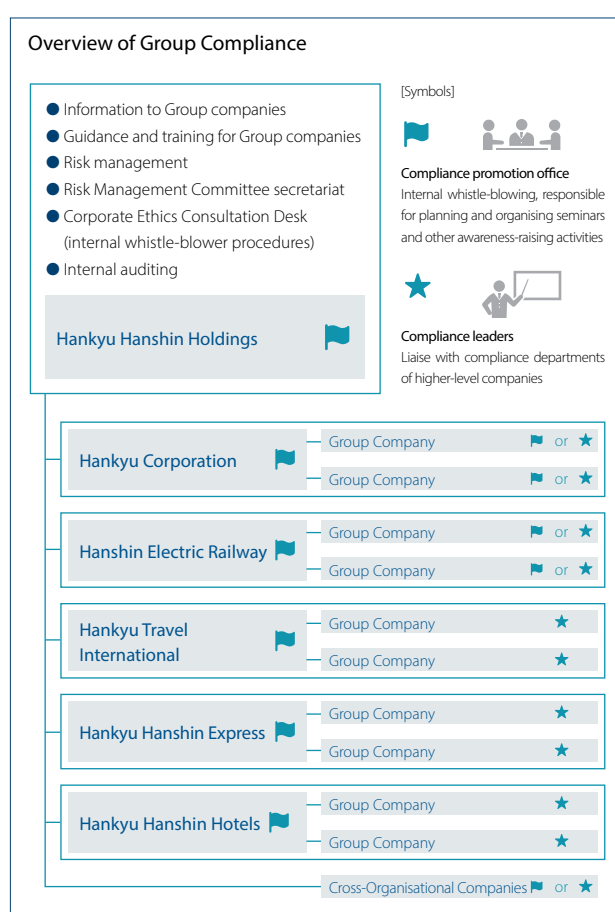 Overview of Group Compliance
● Information to Group companies
● Guidance and training for Group companies
● Risk management
● Risk Management Committee secretariat
● Corporate Ethics Consultation Desk
(internal whistle-blower procedures)
● Internal auditing
Hankyu Hanshin Holdings
[Symbols]
Compliance promotion office
Internal whistle-blowing, responsible
for planning and organising seminars
and other awareness-raising activities
★
Compliance leaders
Liaise with compliance departments
of higher-level companies
Hankyu Corporation
Group Company or ★
Group Company or ★
Hanshin Electric Railway
Group Company or ★
Group Company or ★
Hankyu Travel
International
Group Company ★
Group Company ★
Hankyu Hanshin Express
Group Company ★
Group Company ★
Hankyu Hanshin Hotels
Group Company ★
Group Company ★
Cross-Organisational Companies or ★